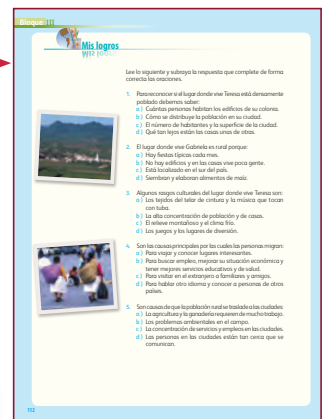 Bloque III
Mis logros
Lee lo siguiente y subraya la respuesta que complete de forma
correcta las oraciones.
1. Para reconocer si el lugar donde vive Teresa está densamente
poblado debemos saber:
a) Cuántas personas habitan los edificios de su colonia.
b) Cómo se distribuye la población en su ciudad.
c) El número de habitantes y la superficie de la ciudad.
d) Qué tan lejos están las casas unas de otras.
2. El lugar donde vive Gabriela es rural porque:
a) Hay fiestas típicas cada mes.
b) No hay edificios y en las casas vive poca gente.
c) Está localizado en el sur del país.
d) Siembran y elaboran alimentos de maíz.
3. Algunos rasgos culturales del lugar donde vive Teresa son:
a) Los tejidos del telar de cintura y la música que tocan
con tuba.
b) La alta concentración de población y de casas.
c) El relieve montañoso y el clima frío.
d) Los juegos y los lugares de diversión.
4. Son las causas principales por las cuales las personas migran:
a) Para viajar y conocer lugares interesantes.
b) Para buscar empleo, mejorar su situación económica y
tener mejores servicios educativos y de salud.
c) Para visitar en el extranjero a familiares y amigos.
d) Para hablar otro idioma y conocer a personas de otros
países.
5. Son causas de que la población rural se traslade a las ciudades:
a) La agricultura y la ganadería requieren de mucho trabajo.
b) Los problemas ambientales en el campo.
c) La concentración de servicios y empleos en las ciudades.
d) Las personas en las ciudades están tan cerca que se
comunican.
112